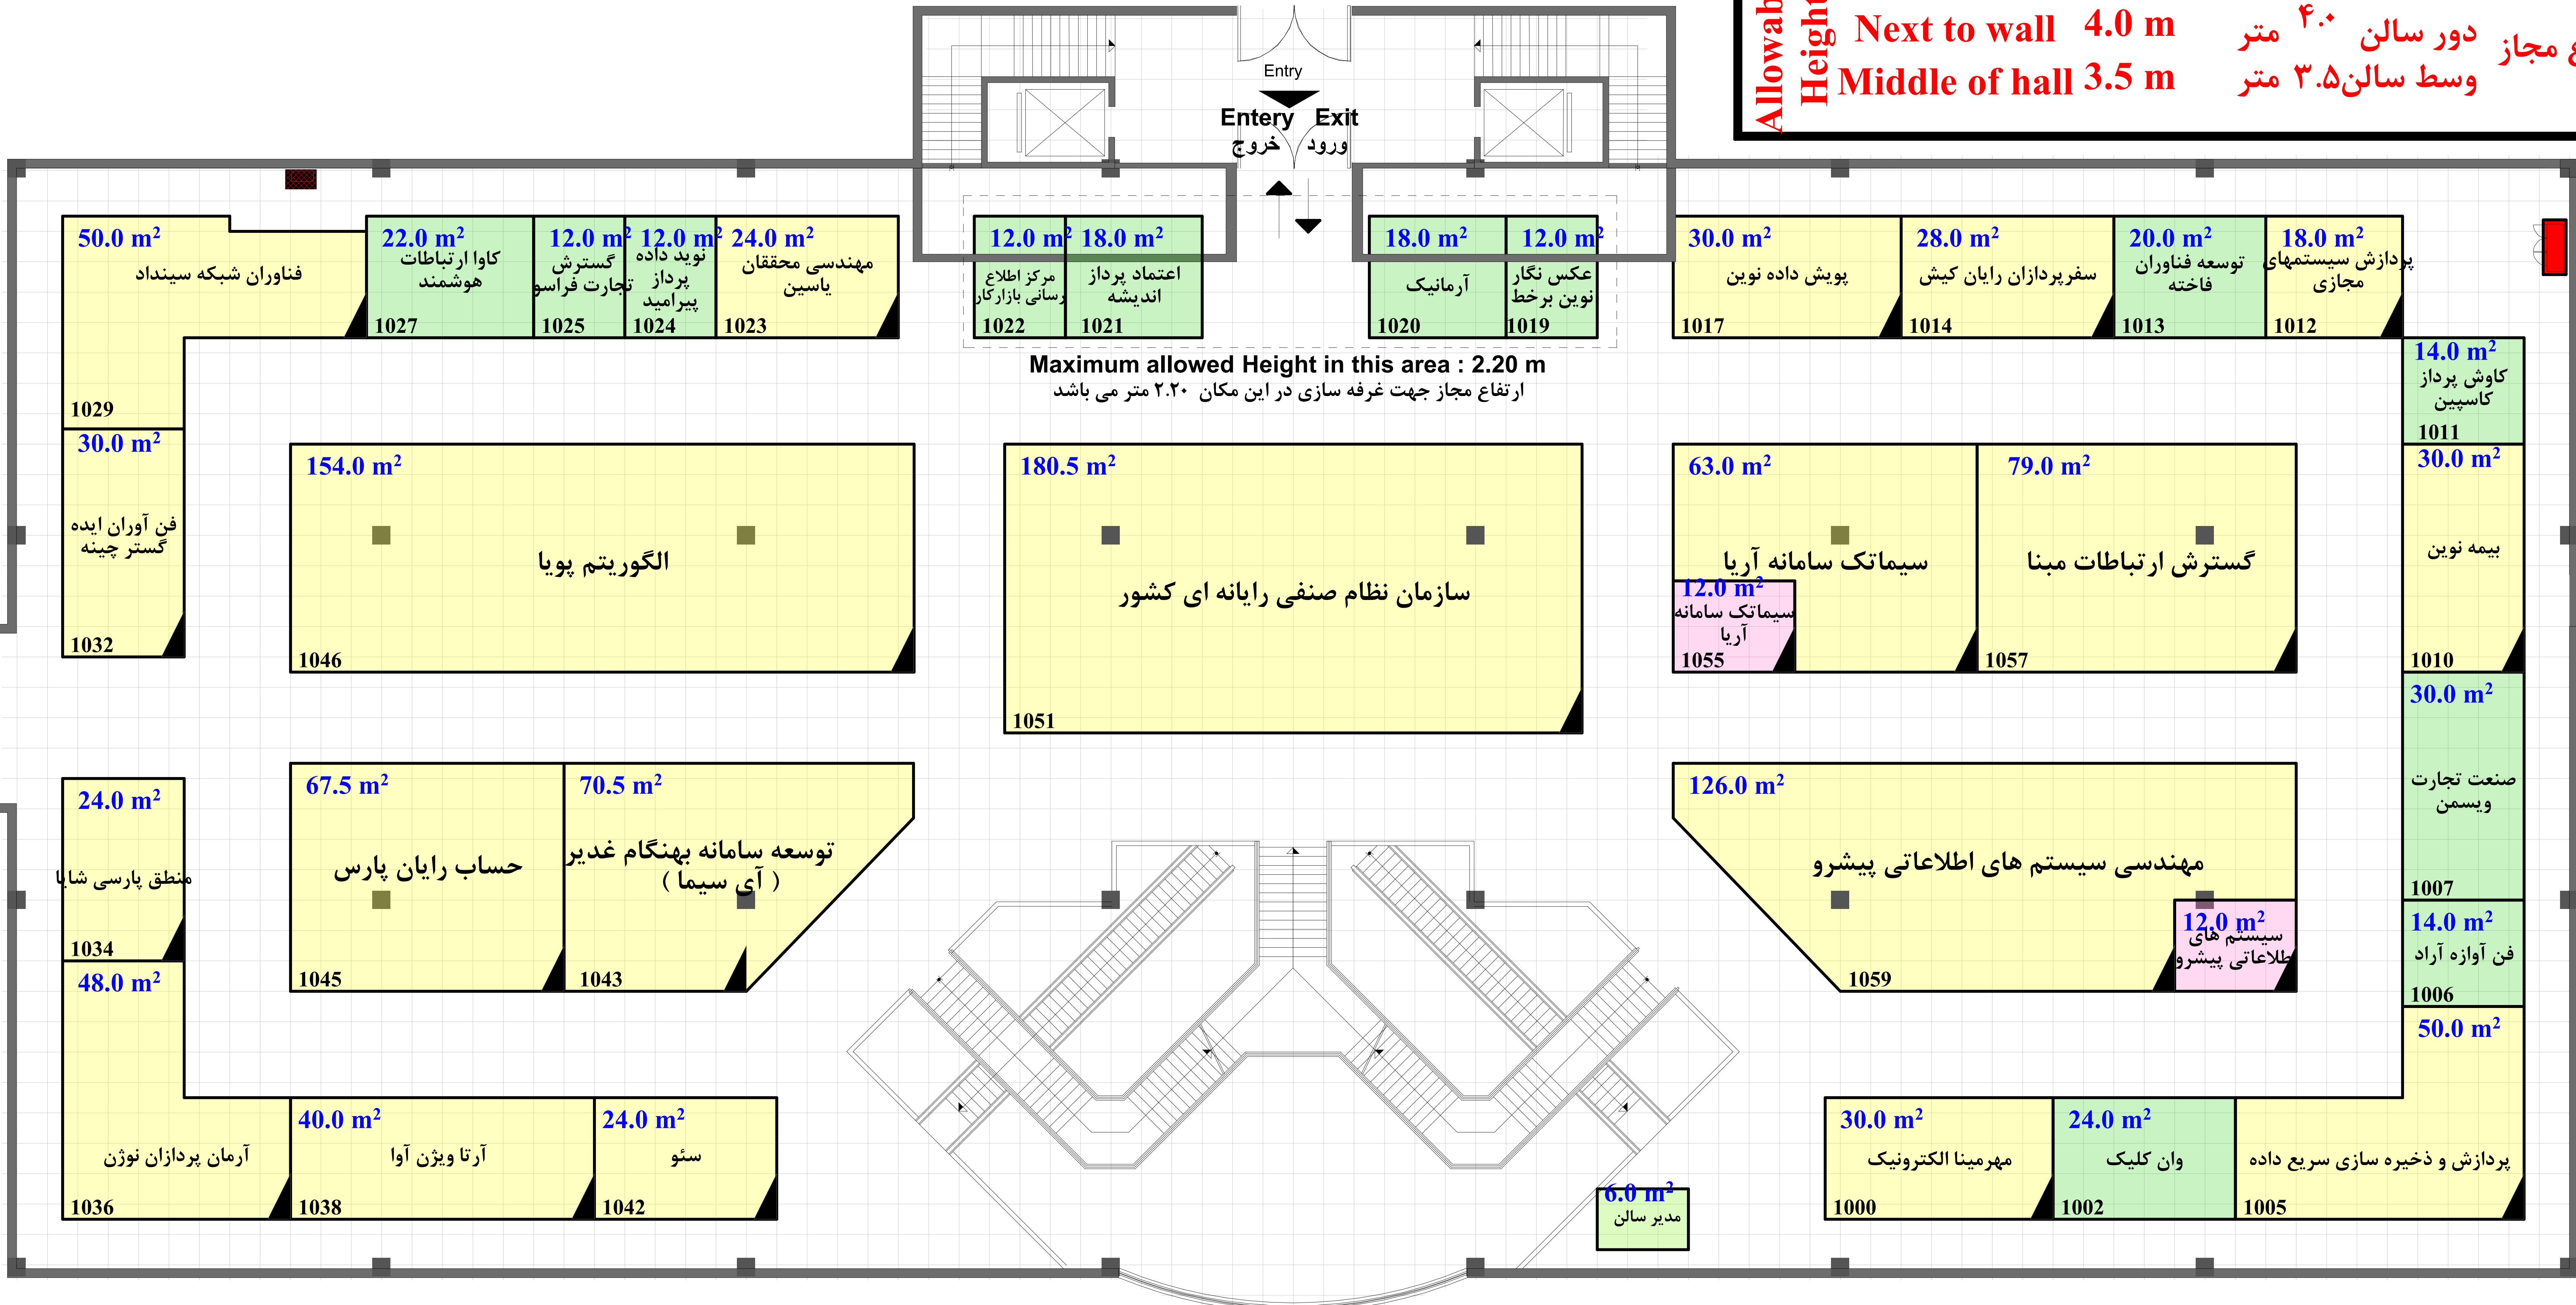 Allowab
Height
Next to wall 4.0 m
Middle of hall 3.5 m
دور سالن ۴.۰ متر
وسط سالن ۳.۵ متر
ع مجاز
Entry
Entery Exit
خروج ورود
50.0 m²
فناوران شبکه سینداد
1029
22.0 m²
کاوا ارتباطات
هوشمند
1027
12.0 m²
گسترش
تجارت فراسو
1025
12.0 m²
نوید داده
پرداز
پیرامید
1024
24.0 m²
مهندسی محققان
یاسین
1023
12.0 m²
مرکز اطلاع
رسانی بازارکار
1022
18.0 m²
اعتماد پرداز
اندیشه
1021
18.0 m²
آرمانیک
1020
12.0 m²
عکس نگار
نوین برخط
1019
30.0 m²
پویش داده نوین
1017
28.0 m²
سفرپردازان رایان کیش
1014
20.0 m²
توسعه فناوران
فاخته
1013
18.0 m²
پردازش سیستمهای
مجازی
1012
Maximum allowed Height in this area : 2.20 m
ارتفاع مجاز جهت غرفه سازی در این مکان ۲.۲۰ متر می باشد
14.0 m²
کاوش پرداز
کاسپین
1011
30.0 m²
فن آوران ایده
گستر چینه
1032
154.0 m²
الگوریتم پویا
1046
180.5 m²
سازمان نظام صنفی رایانه ای کشور
1051
63.0 m²
سیماتک سامانه آریا
12.0 m²
سیماتک سامانه
آریا
1055
79.0 m²
گسترش ارتباطات مبنا
1057
30.0 m²
بیمه نوین
1010
30.0 m²
صنعت تجارت
ویسمن
1007
24.0 m²
منطق پارسی شایا
1034
67.5 m²
حساب رایان پارس
1045
70.5 m²
توسعه سامانه بهنگام غدیر
( آی سیما )
1043
126.0 m²
مهندسی سیستم های اطلاعاتی پیشرو
1059
12.0 m²
سیستم های
طلاعاتی پیشرو
14.0 m²
فن آوازه آراد
1006
48.0 m²
آرمان پردازان نوژن
1036
40.0 m²
آرتا ویژن آوا
1038
24.0 m²
سئو
1042
6.0 m²
مدیر سالن
30.0 m²
مهرمینا الکترونیک
1000
24.0 m²
وان کلیک
1002
50.0 m²
پردازش و ذخیره سازی سریع داده
1005